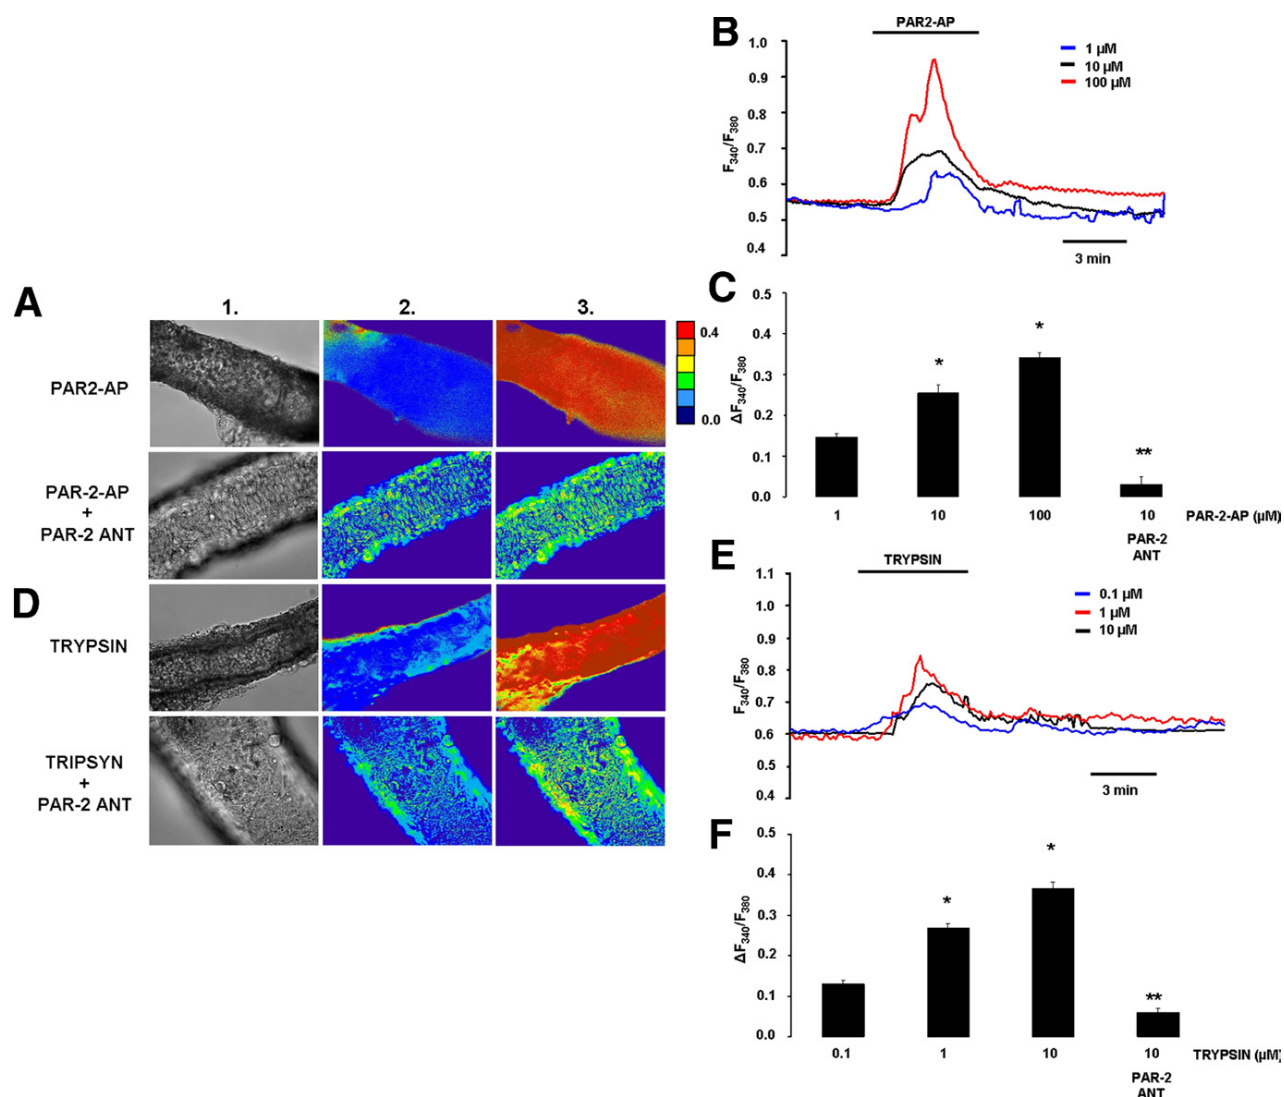 B
PAR2-AP
1.0
0.9
0.8
0.7
0.6
0.5
0.4
F340/F380
1 µM
10 µM
100 µM
3 min
A
1.
2.
3.
PAR2-AP
0.4
0.0
PAR-2-AP
+
PAR-2 ANT
C
0.5
0.4
0.3
0.2
0.1
0.0
ΔF340/F380
*
*
**
1
10
100
10
PAR-2-AP (µM)
PAR-2
ANT
D
TRYPSIN
TRIPSYN
+
PAR-2 ANT
E
TRYPSIN
1.1
1.0
0.9
0.8
0.7
0.6
0.5
0.4
F340/F380
0.1 µM
1 µM
10 µM
3 min
F
0.5
0.4
0.3
0.2
0.1
0.0
ΔF340/F380
*
*
**
0.1
1
10
10
TRYPSIN (µM)
PAR-2
ANT